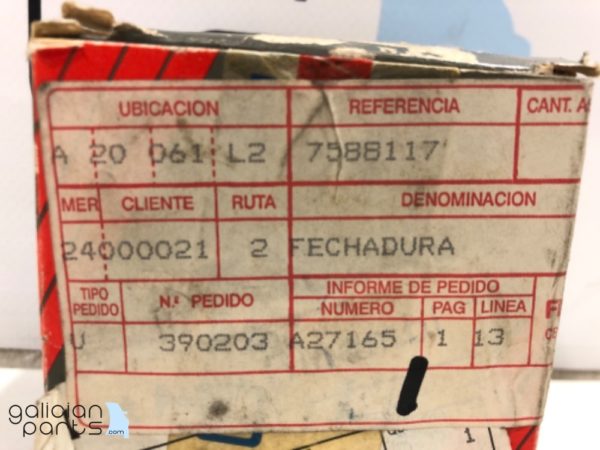 UBICACION REFERENCIA CANT. A
A 20 061 L2 7588117
MER CLIENTE RUTA DENOMINACION
24000021 2 FECHADURA
TIPO PEDIDO N.º PEDIDO INFORME DE PEDIDO
NUMERO PAG LINEA
U 390203 A27165 1 13
1
galician
parts.com